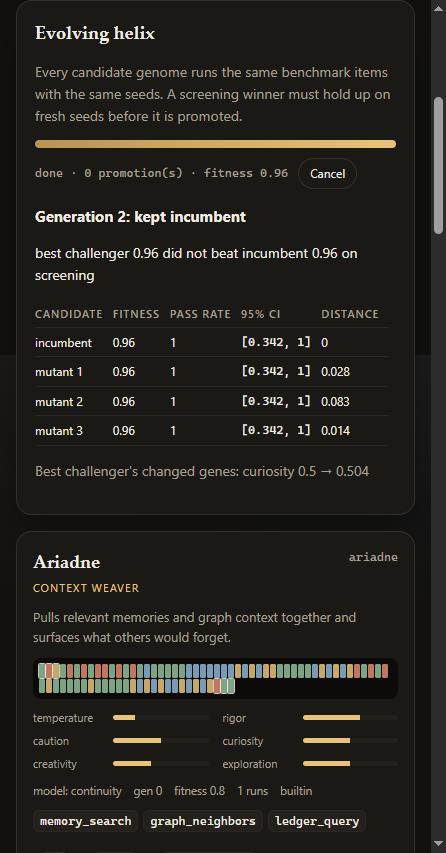 Evolving helix
Every candidate genome runs the same benchmark items
with the same seeds. A screening winner must hold up on
fresh seeds before it is promoted.
done · 0 promotion(s) · fitness 0.96 Cancel
Generation 2: kept incumbent
best challenger 0.96 did not beat incumbent 0.96 on
screening
CANDIDATE FITNESS PASS RATE 95% CI DISTANCE
incumbent 0.96 1 [0.342, 1] 0
mutant 1 0.96 1 [0.342, 1] 0.028
mutant 2 0.96 1 [0.342, 1] 0.083
mutant 3 0.96 1 [0.342, 1] 0.014
Best challenger's changed genes: curiosity 0.5 → 0.504
Ariadne ariadne
CONTEXT WEAVER
Pulls relevant memories and graph context together and
surfaces what others would forget.
temperature rigor
caution curiosity
creativity exploration
model: continuity gen 0 fitness 0.8 1 runs builtin
memory_search graph_neighbors ledger_query